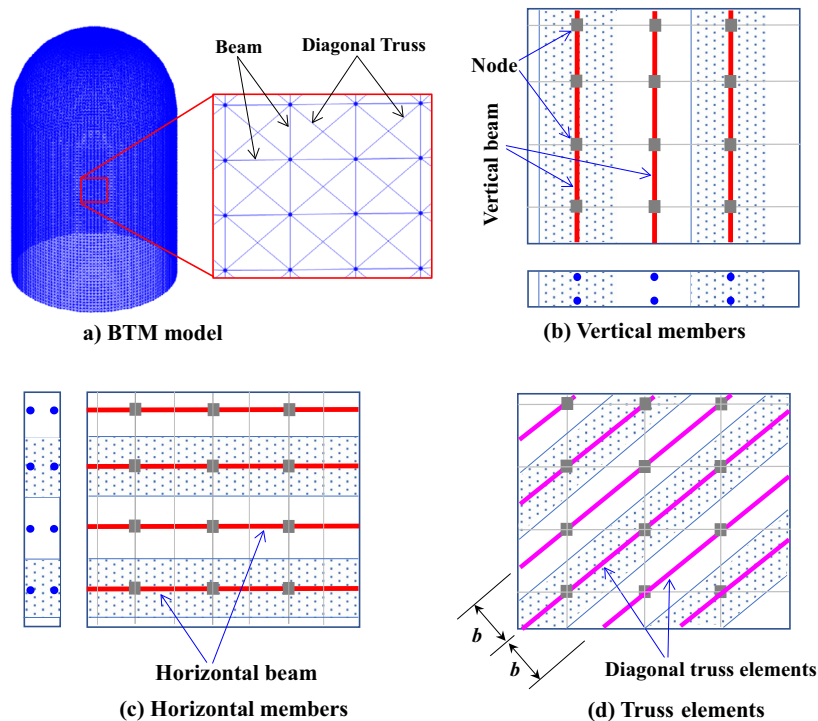 Beam
Diagonal Truss
a) BTM model
Node
Vertical beam
(b) Vertical members
Horizontal beam
(c) Horizontal members
b
b
Diagonal truss elements
(d) Truss elements